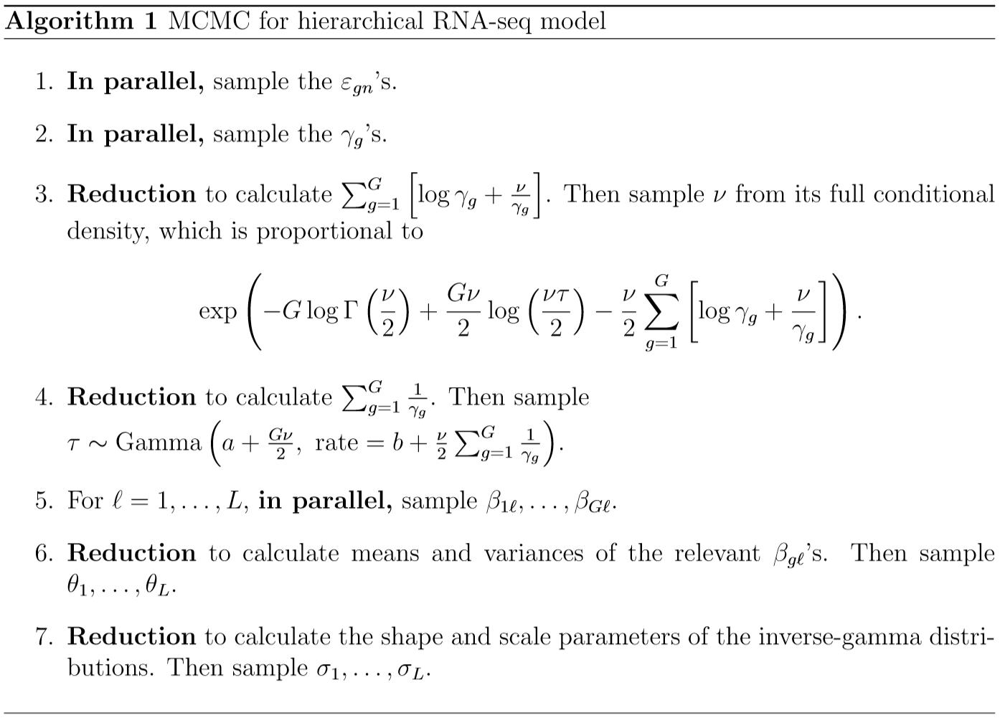 Algorithm 1 MCMC for hierarchical RNA-seq model
1. In parallel, sample the $\varepsilon_{gn}$'s.
2. In parallel, sample the $\gamma_g$'s.
3. Reduction to calculate $\sum_{g=1}^{G} \left[ \log \gamma_g + \frac{\nu}{\gamma_g} \right]$. Then sample $\nu$ from its full conditional
density, which is proportional to
$\exp \left( -G \log \Gamma \left( \frac{\nu}{2} \right) + \frac{G\nu}{2} \log \left( \frac{\nu\tau}{2} \right) - \frac{\nu}{2} \sum_{g=1}^{G} \left[ \log \gamma_g + \frac{\nu}{\gamma_g} \right] \right).$
4. Reduction to calculate $\sum_{g=1}^{G} \frac{1}{\gamma_g}$. Then sample
$\tau \sim \text{Gamma} \left( a + \frac{G\nu}{2}, \text{ rate} = b + \frac{\nu}{2} \sum_{g=1}^{G} \frac{1}{\gamma_g} \right).$
5. For $\ell = 1, \ldots, L$, in parallel, sample $\beta_{1\ell}, \ldots, \beta_{G\ell}$.
6. Reduction to calculate means and variances of the relevant $\beta_{g\ell}$'s. Then sample
$\theta_1, \ldots, \theta_L$.
7. Reduction to calculate the shape and scale parameters of the inverse-gamma distri-
butions. Then sample $\sigma_1, \ldots, \sigma_L$.